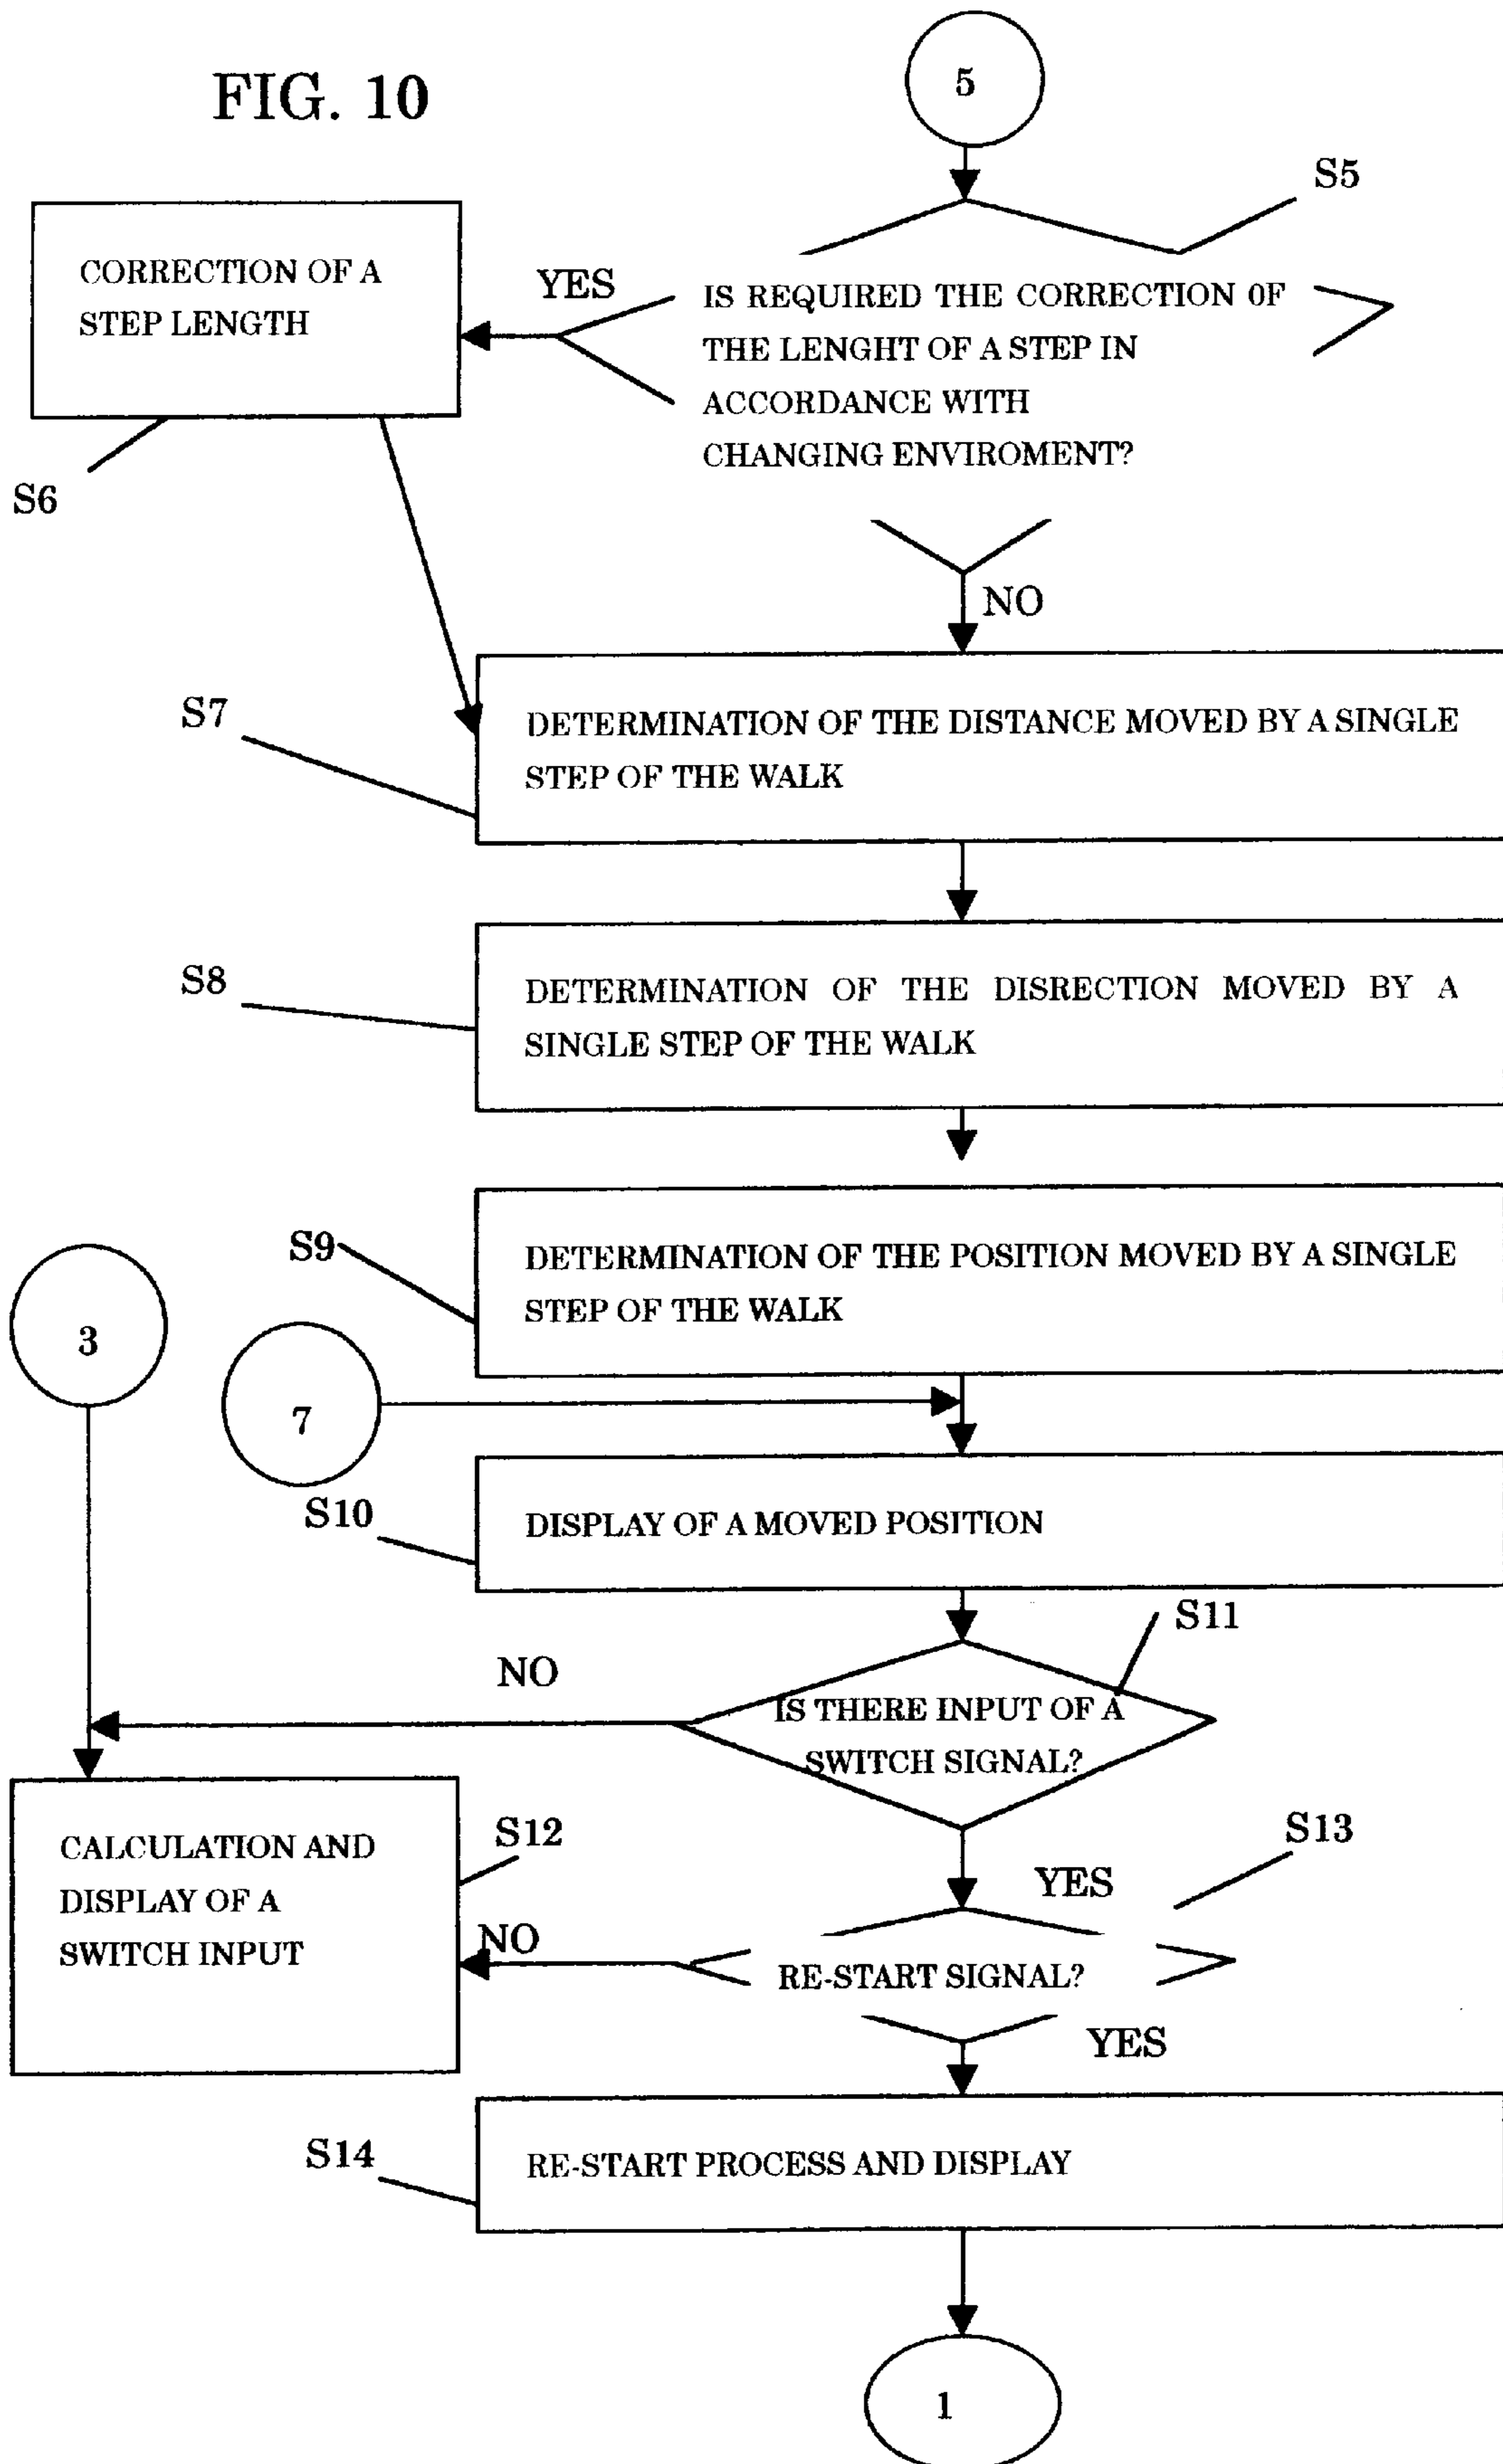 FIG. 10
5
S5
CORRECTION OF A
STEP LENGTH
YES
IS REQUIRED THE CORRECTION OF
THE LENGHT OF A STEP IN
ACCORDANCE WITH
CHANGING ENVIROMENT?
S6
NO
S7
DETERMINATION OF THE DISTANCE MOVED BY A SINGLE
STEP OF THE WALK
S8
DETERMINATION OF THE DISRECTION MOVED BY A
SINGLE STEP OF THE WALK
S9
DETERMINATION OF THE POSITION MOVED BY A SINGLE
STEP OF THE WALK
3
7
S10
DISPLAY OF A MOVED POSITION
S11
NO
IS THERE INPUT OF A
SWITCH SIGNAL?
CALCULATION AND
DISPLAY OF A
SWITCH INPUT
S12
S13
YES
NO
RE-START SIGNAL?
YES
S14
RE-START PROCESS AND DISPLAY
1